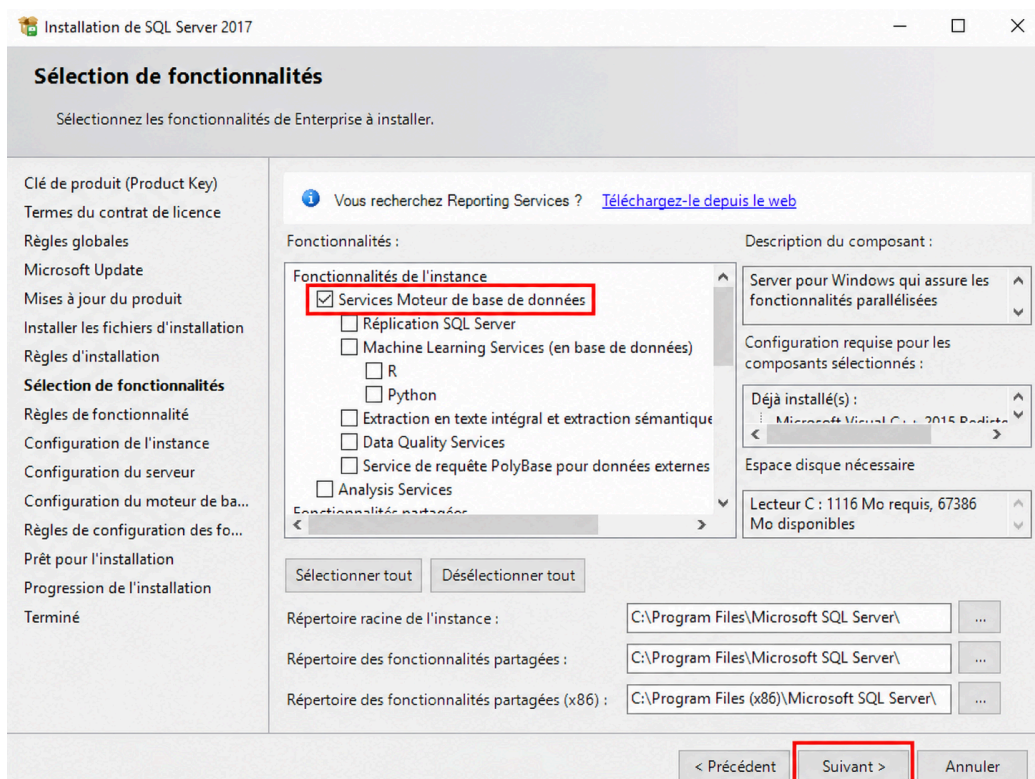 Installation de SQL Server 2017
Sélection de fonctionnalités
Sélectionnez les fonctionnalités de Enterprise à installer.
Clé de produit (Product Key)
Termes du contrat de licence
Règles globales
Microsoft Update
Mises à jour du produit
Installer les fichiers d'installation
Règles d'installation
Sélection de fonctionnalités
Règles de fonctionnalité
Configuration de l'instance
Configuration du serveur
Configuration du moteur de ba...
Règles de configuration des fo...
Prêt pour l'installation
Progression de l'installation
Terminé
Vous recherchez Reporting Services ? Téléchargez-le depuis le web
Fonctionnalités :
Fonctionnalités de l'instance
Services Moteur de base de données
Réplication SQL Server
Machine Learning Services (en base de données)
R
Python
Extraction en texte intégral et extraction sémantique
Data Quality Services
Service de requête PolyBase pour données externes
Analysis Services
Fonctionnalités partagées
Description du composant :
Server pour Windows qui assure les
fonctionnalités parallélisées
Configuration requise pour les
composants sélectionnés :
Déjà installé(s) :
Microsoft Visual C++ 2015 Rediste
Espace disque nécessaire
Lecteur C : 1116 Mo requis, 67386
Mo disponibles
Sélectionner tout Désélectionner tout
Répertoire racine de l'instance : C:\Program Files\Microsoft SQL Server\ ...
Répertoire des fonctionnalités partagées : C:\Program Files\Microsoft SQL Server\ ...
Répertoire des fonctionnalités partagées (x86) : C:\Program Files (x86)\Microsoft SQL Server\ ...
< Précédent Suivant > Annuler